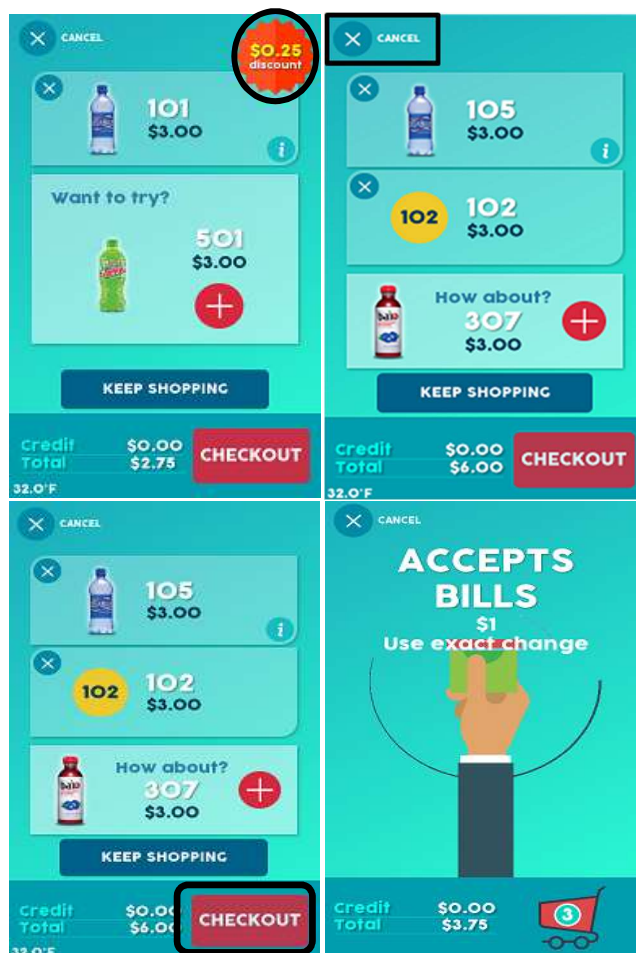 CANCEL
$0.25
discount
101
$3.00
i
Want to try?
501
$3.00
KEEP SHOPPING
Credit $0.00
Total $2.75
CHECKOUT
32.0°F
CANCEL
105
$3.00
i
102
102
$3.00
How about?
307
$3.00
KEEP SHOPPING
Credit $0.00
Total $6.00
CHECKOUT
32.0°F
CANCEL
105
$3.00
i
102
102
$3.00
How about?
307
$3.00
KEEP SHOPPING
Credit $0.00
Total $6.00
CHECKOUT
32.0°F
CANCEL
ACCEPTS
BILLS
$1
Use exact change
Credit $0.00
Total $3.75
3